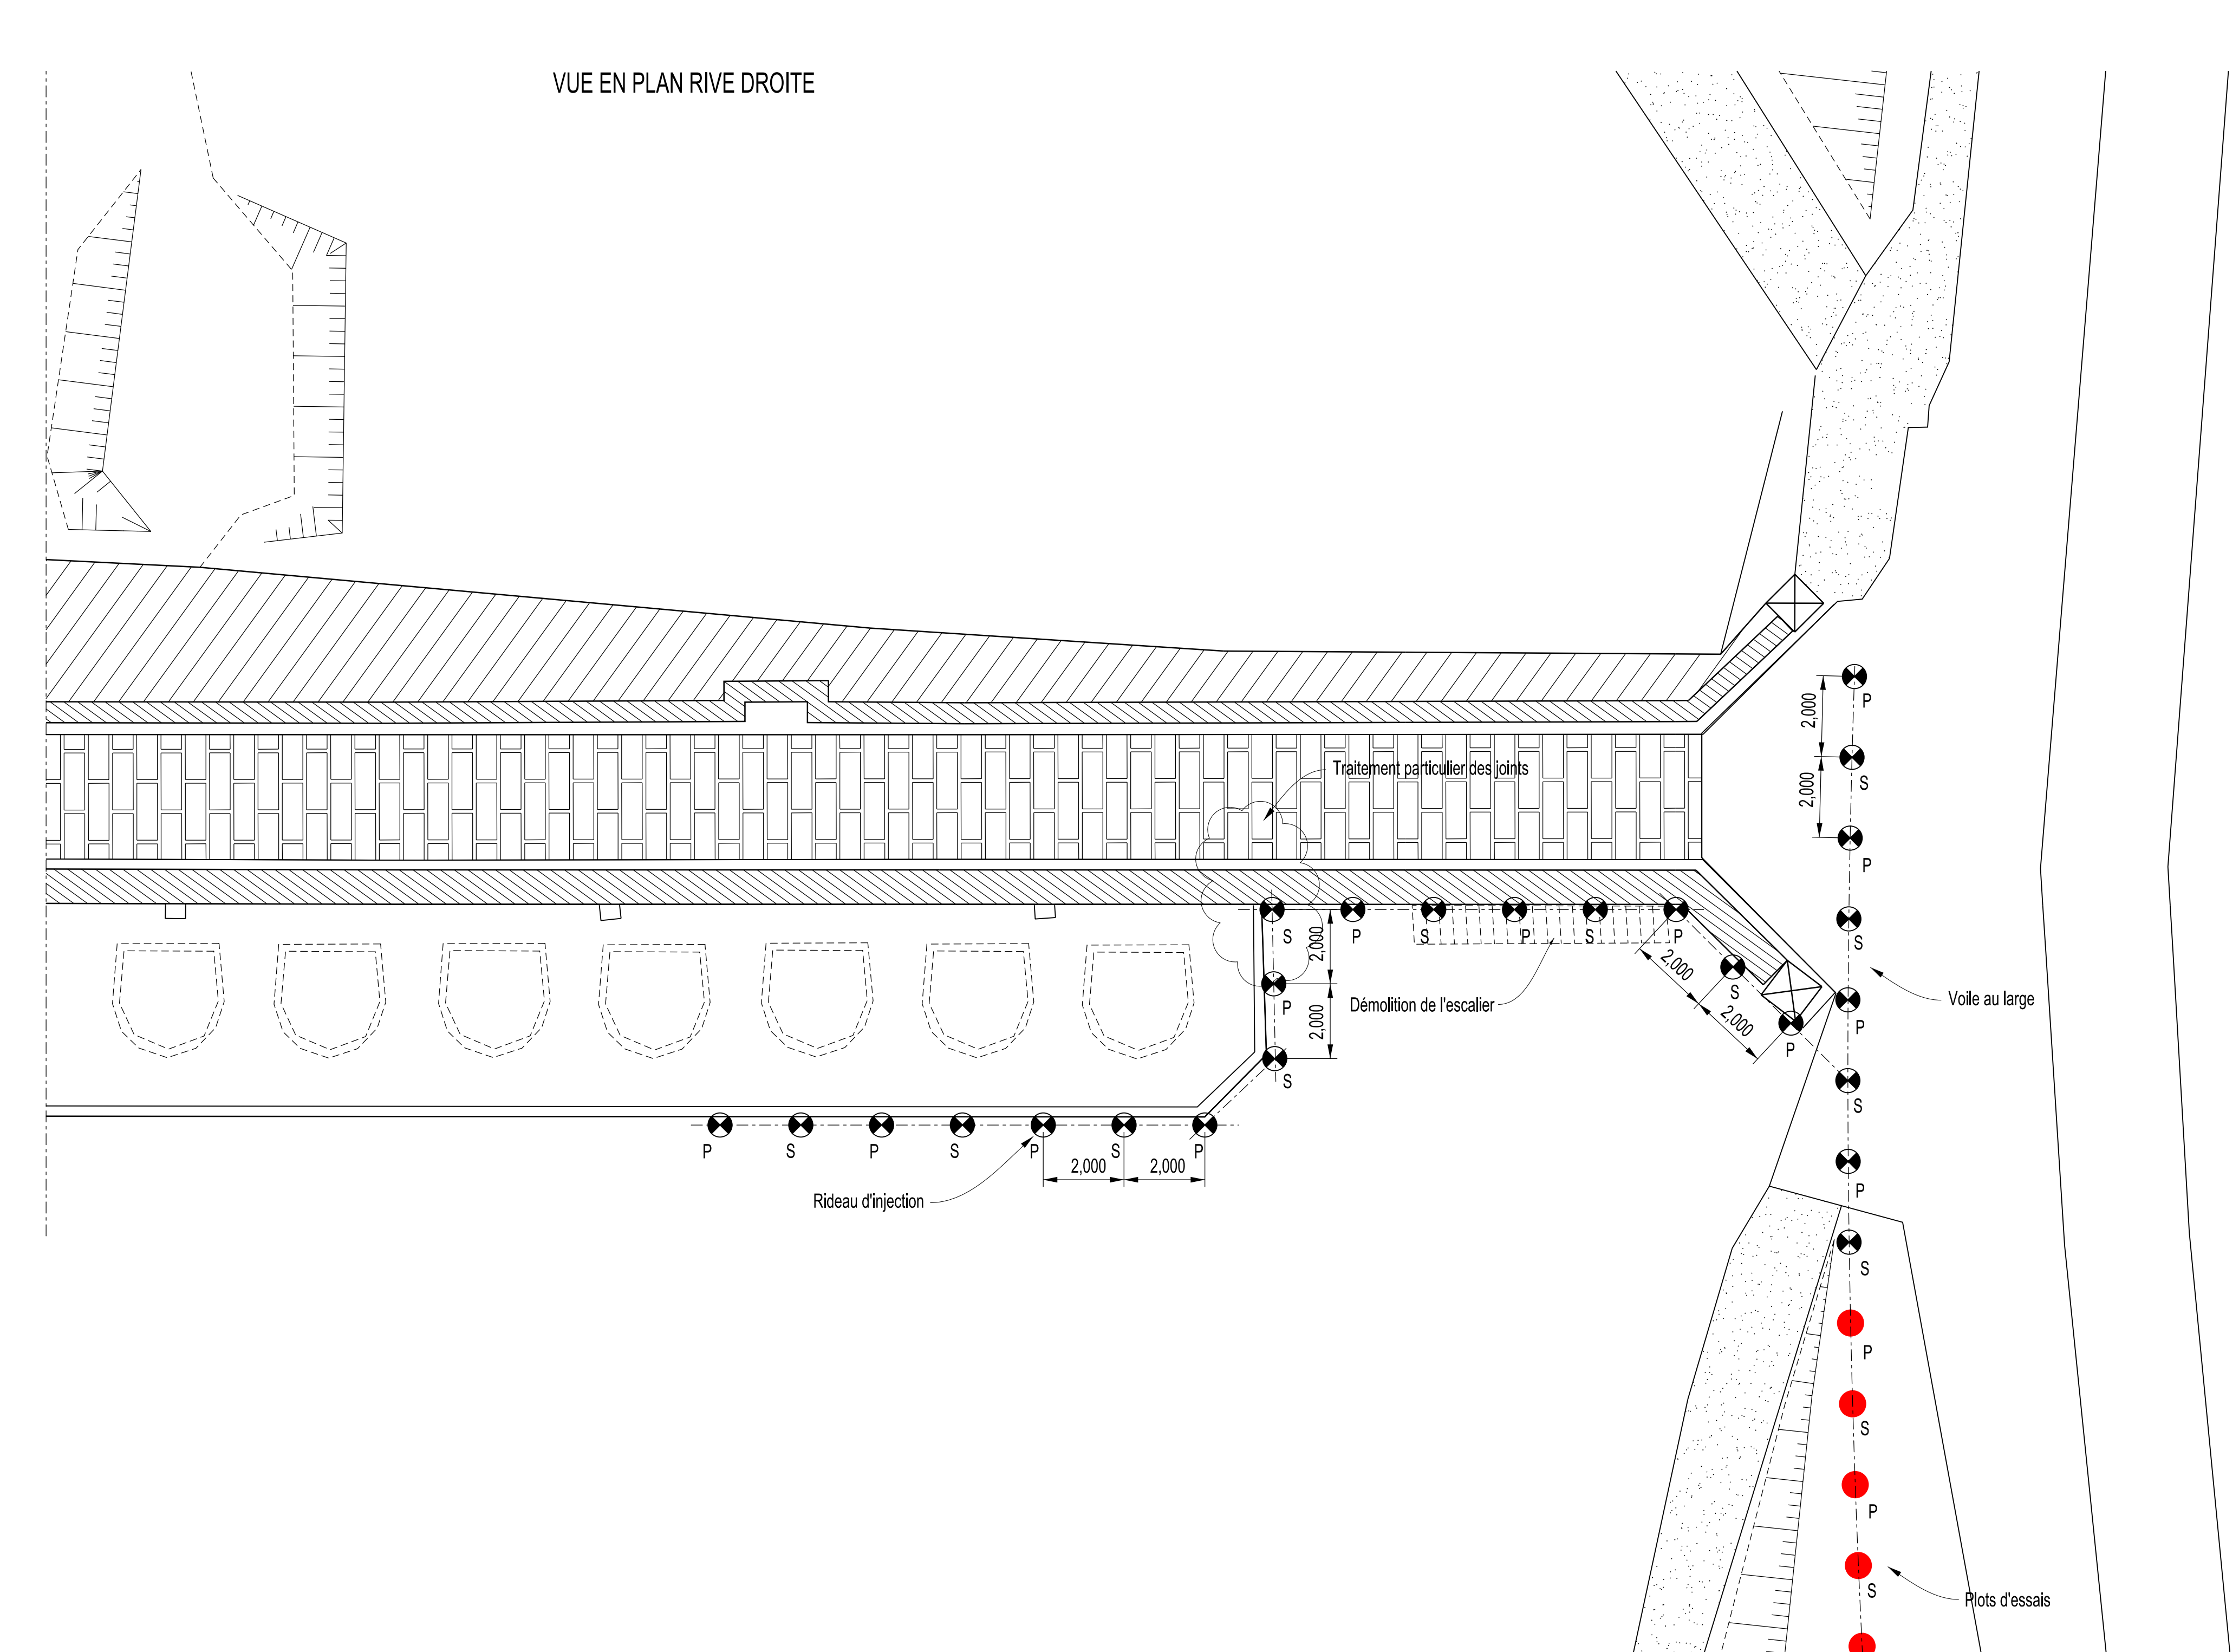 VUE EN PLAN RIVE DROITE
P
2,000
S
2,000
P
Traitement particulier des joints
S
P
S
P
S
P
S
2,000
2,000
S
P
2,000
2,000
P
S
Démolition de l'escalier
Voile au large
P
S
P
S
P
S
P
S
P
S
P
2,000
2,000
Rideau d'injection
S
P
S
P
S
Plots d'essais